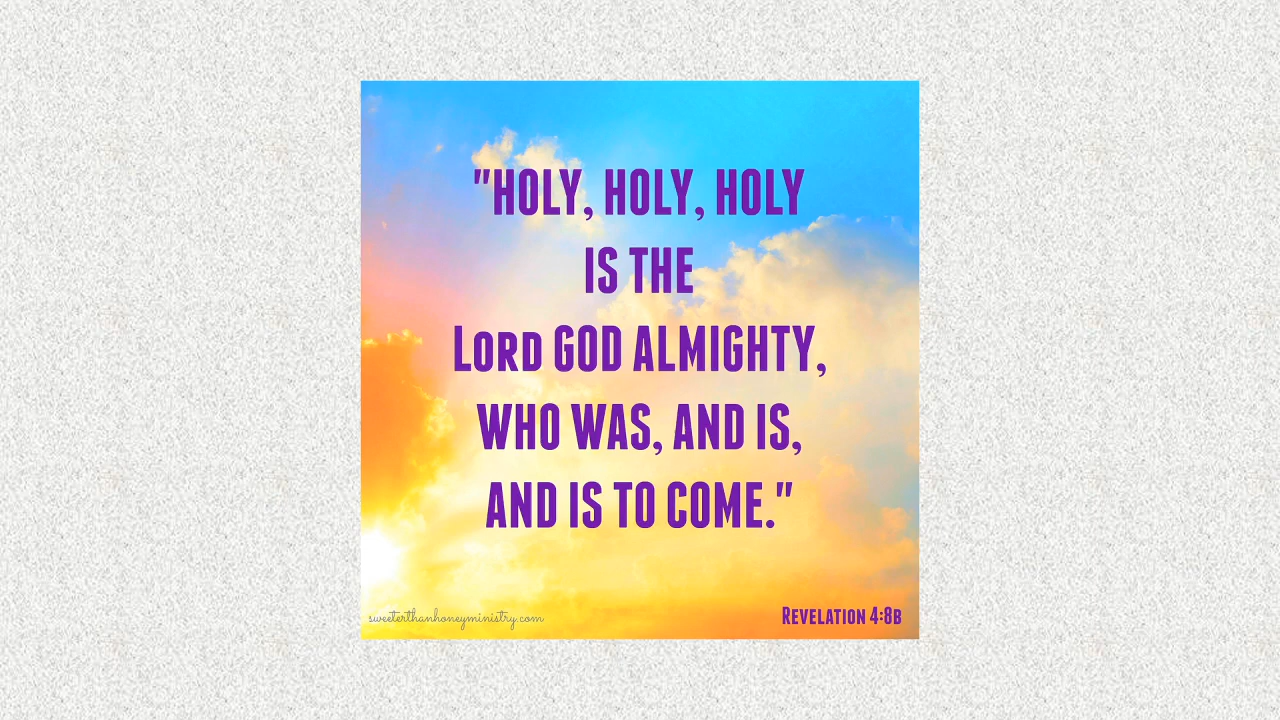 "HOLY, HOLY, HOLY
IS THE
LORD GOD ALMIGHTY,
WHO WAS, AND IS,
AND IS TO COME."
sweeterthanhoneyministry.com
REVELATION 4:8B